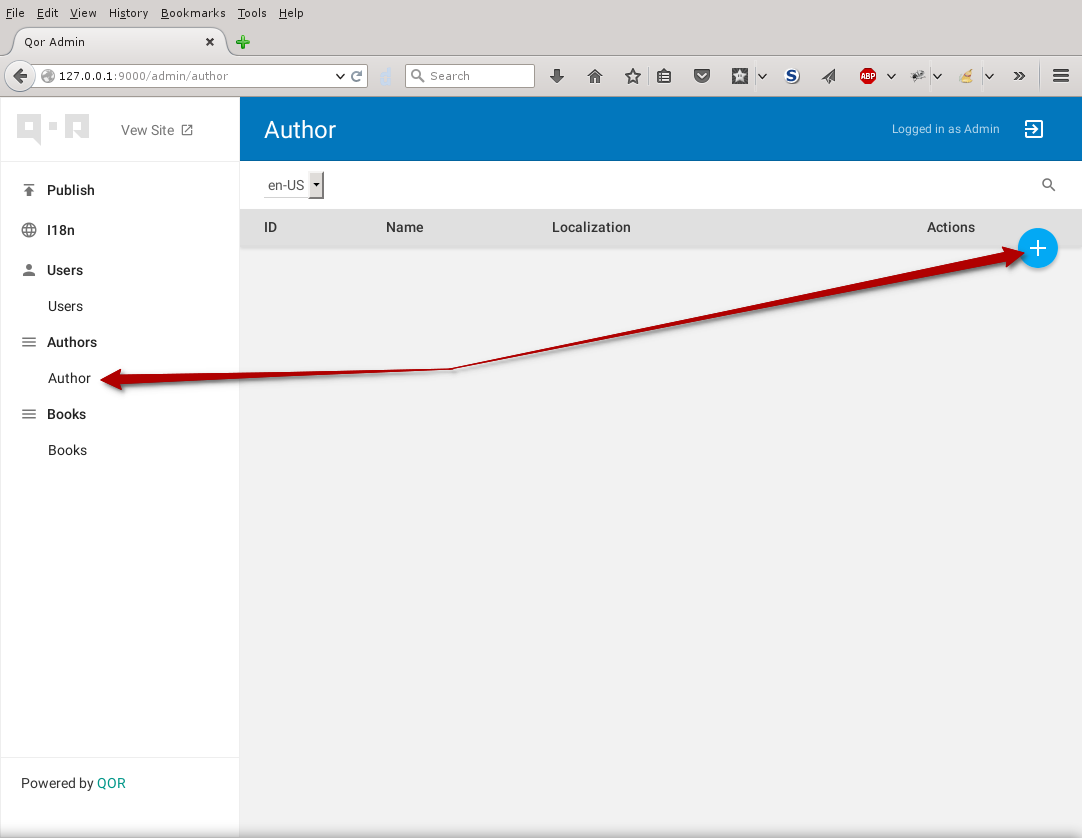 File Edit View History Bookmarks Tools Help
Qor Admin
127.0.0.1:9000/admin/author
Search
S
ABP
QOR
Vew Site
Author
Logged in as Admin
Publish
en-US
I18n
ID Name Localization Actions
Users
Users
Authors
Author
Books
Books
Powered by QOR